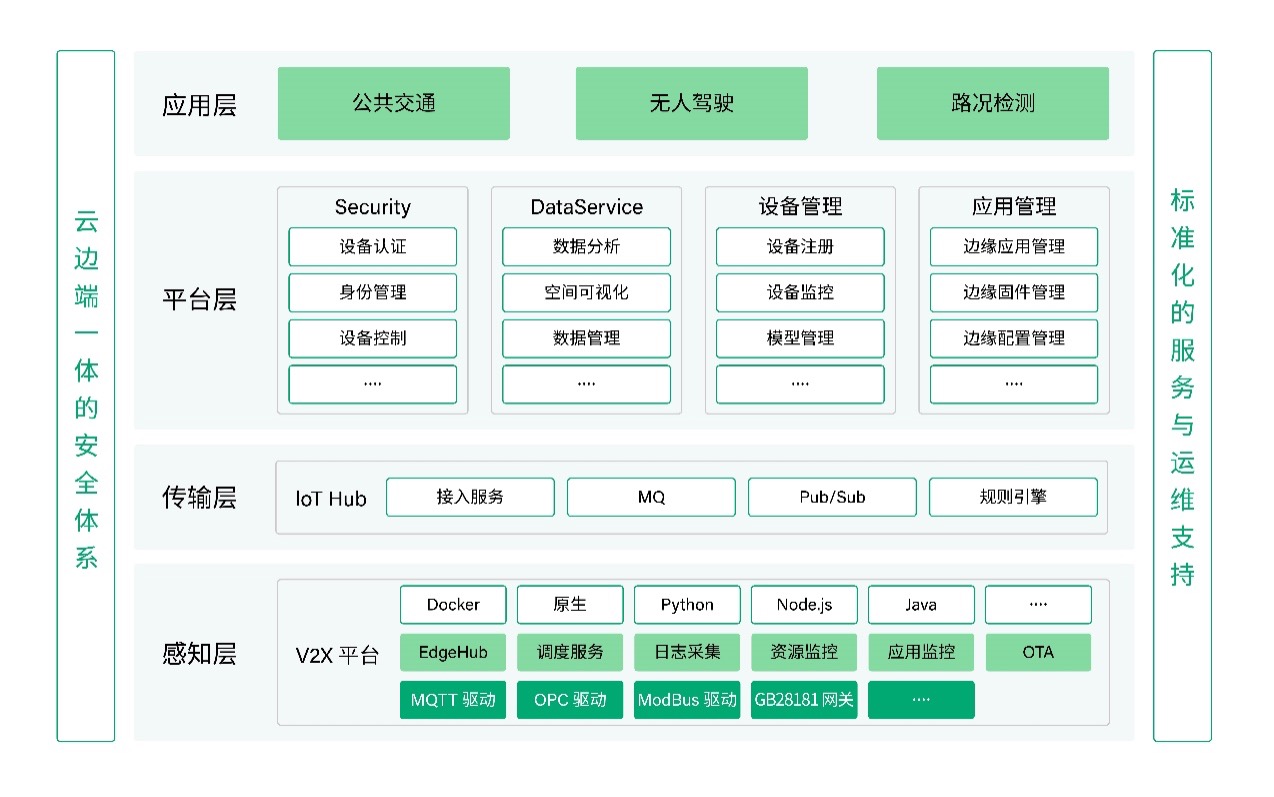 云边端一体的安全体系
应用层
公共交通
无人驾驶
路况检测
平台层
Security
设备认证
身份管理
设备控制
....
DataService
数据分析
空间可视化
数据管理
....
设备管理
设备注册
设备监控
模型管理
....
应用管理
边缘应用管理
边缘固件管理
边缘配置管理
....
传输层
IoT Hub
接入服务
MQ
Pub/Sub
规则引擎
感知层
V2X 平台
Docker
原生
Python
Node.js
Java
....
EdgeHub
调度服务
日志采集
资源监控
应用监控
OTA
MQTT 驱动
OPC 驱动
ModBus 驱动
GB28181 网关
....
标准化的服务与运维支持